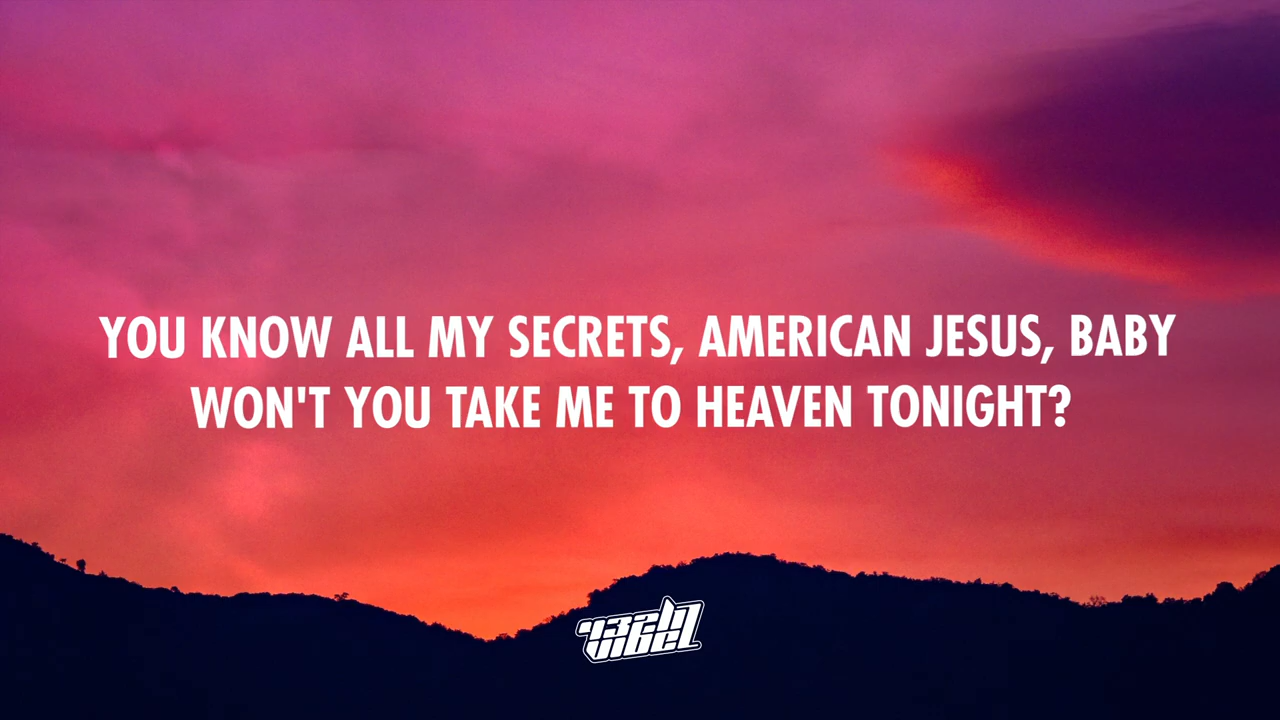 YOU KNOW ALL MY SECRETS, AMERICAN JESUS, BABY
WON'T YOU TAKE ME TO HEAVEN TONIGHT?